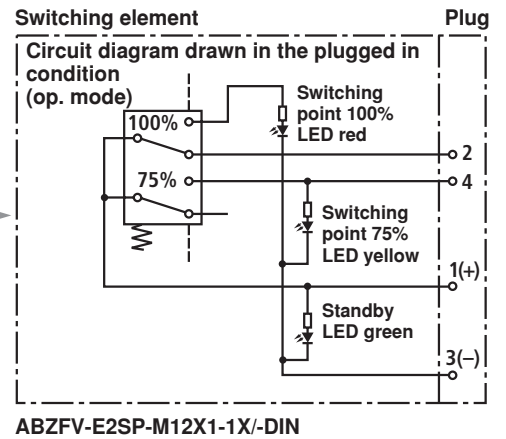 Switching element
Plug
Circuit diagram drawn in the plugged in
condition
(op. mode)
Switching
point 100%
LED red
100%
2
75%
4
Switching
point 75%
LED yellow
1(+)
Standby
LED green
3(–)
ABZFV-E2SP-M12X1-1X/-DIN